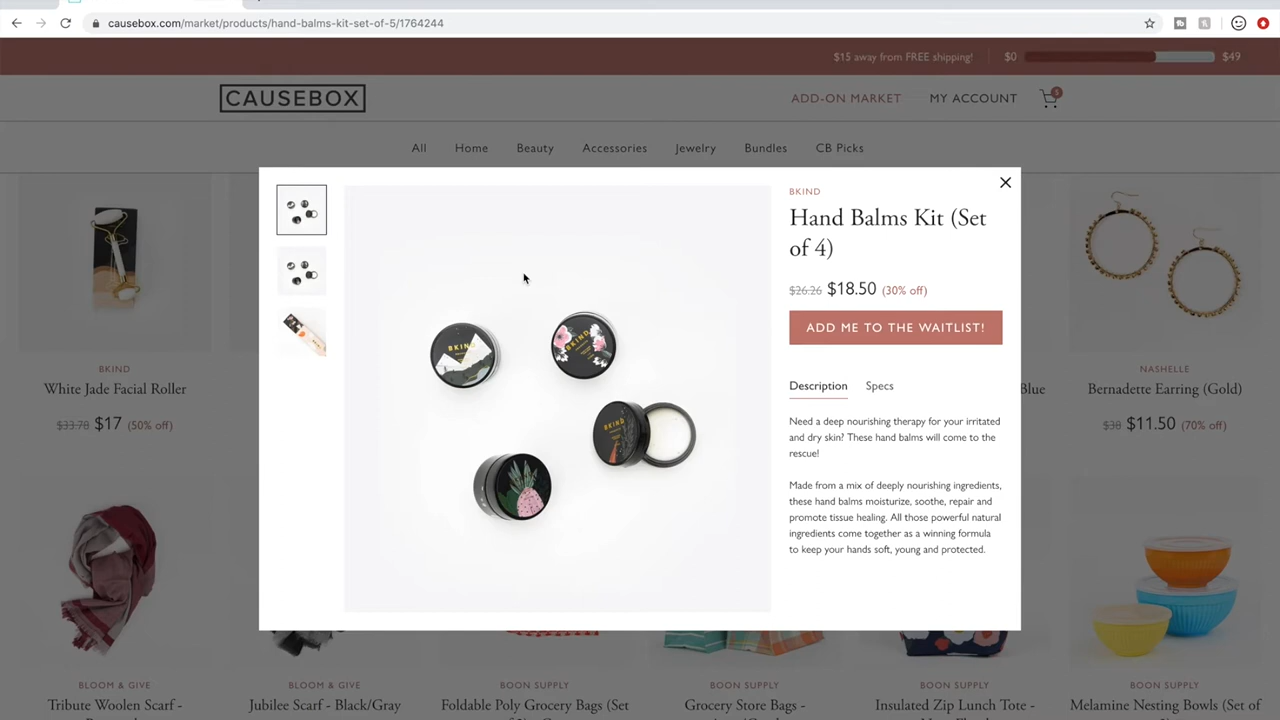 causebox.com/market/products/hand-balms-kit-set-of-5/1764244
$15 away from FREE shipping! $0 $49
CAUSEBOX
ADD-ON MARKET MY ACCOUNT
All Home Beauty Accessories Jewelry Bundles CB Picks
BKIND
Hand Balms Kit (Set
of 4)
$26.26 $18.50 (30% off)
ADD ME TO THE WAITLIST!
Description Specs
Need a deep nourishing therapy for your irritated
and dry skin? These hand balms will come to the
rescue!
Made from a mix of deeply nourishing ingredients,
these hand balms moisturize, soothe, repair and
promote tissue healing. All those powerful natural
ingredients come together as a winning formula
to keep your hands soft, young and protected.
BKIND
BKIND
BKIND
BKIND
White Jade Facial Roller
$33.78 $17 (50% off)
Blue
NASHELLE
Bernadette Earring (Gold)
$38 $11.50 (70% off)
BLOOM & GIVE
Tribute Woolen Scarf -
BLOOM & GIVE
Jubilee Scarf - Black/Gray
BOON SUPPLY
Foldable Poly Grocery Bags (Set
BOON SUPPLY
Grocery Store Bags -
BOON SUPPLY
Insulated Zip Lunch Tote -
BOON SUPPLY
Melamine Nesting Bowls (Set of